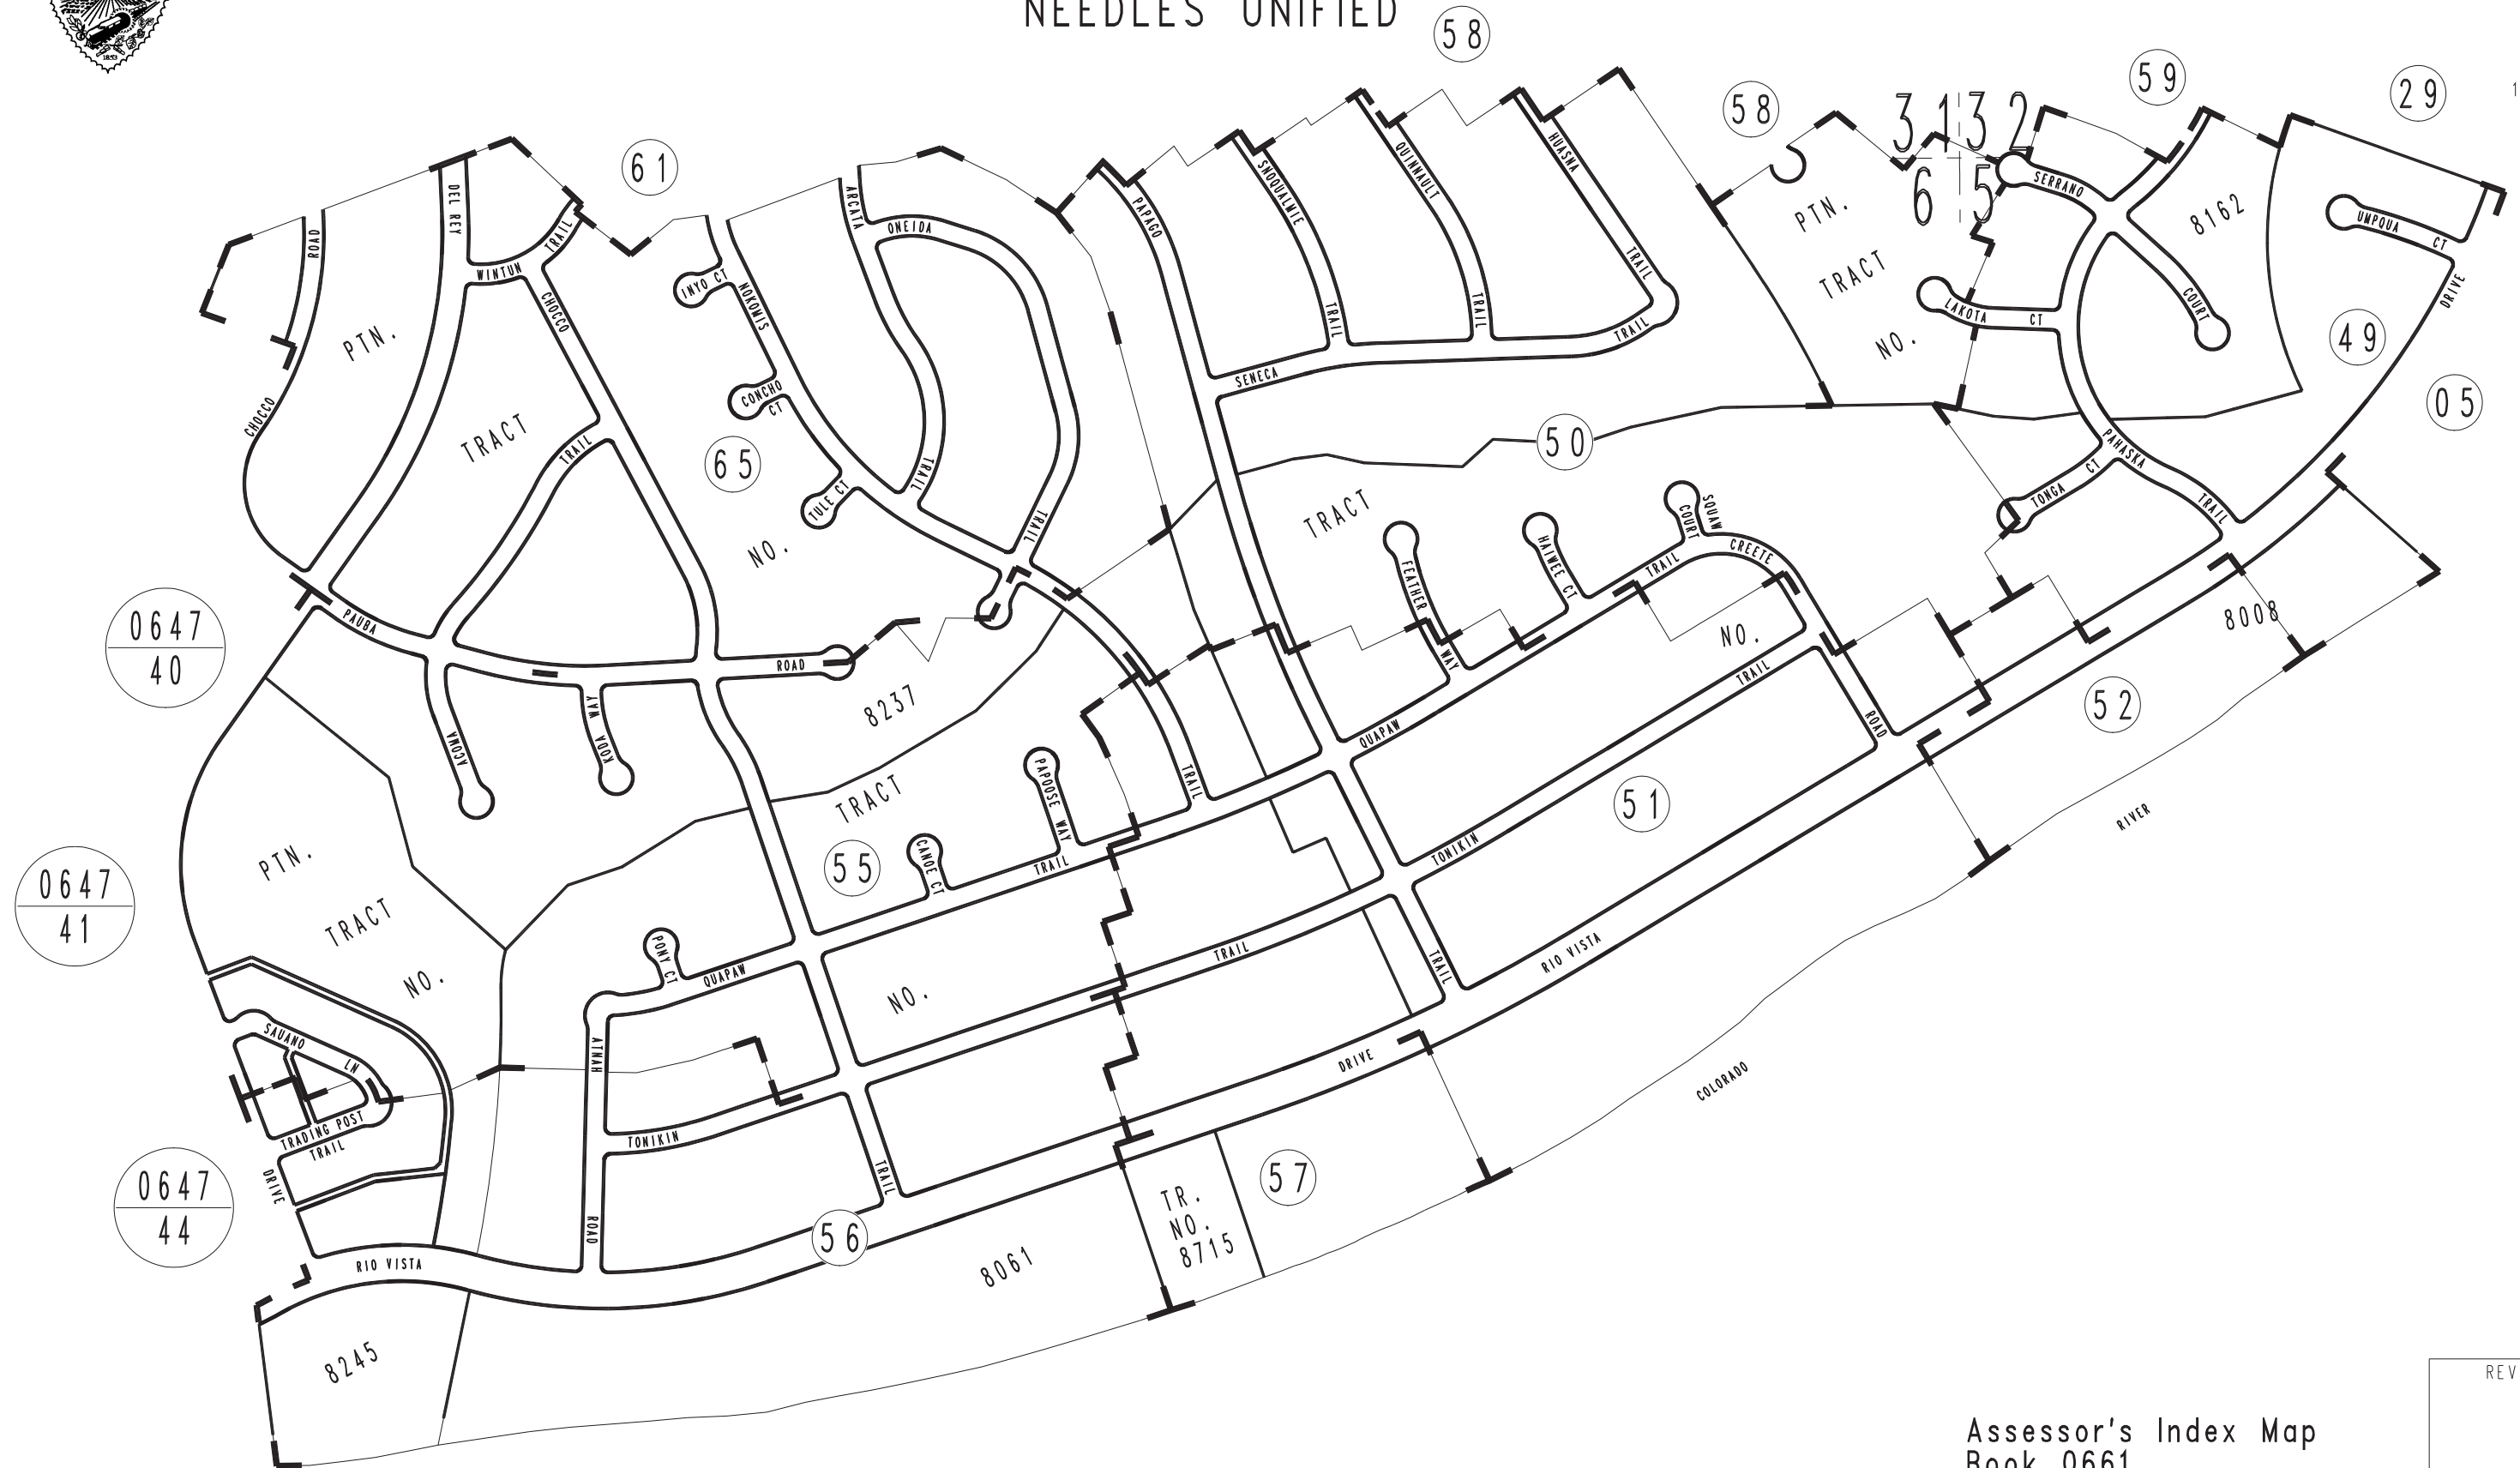 NEEDLES UNIFIED
58
59
29
58
31 32
6 5
61
1853
DEL REY
ROAD
TRAIL
WINTUN
CHOCCO
PTN.
CHOCCO
TRACT
TRAIL
INYO CT
NOKOMIS
CONCHO
CT
65
TULE CT
NO.
ARCATA
ONEIDA
TRAIL
TRAIL
PAPAGO
SNOQUALMIE
TRAIL
QUINNAULT
TRAIL
HUASNA
TRAIL
TRAIL
SENECA
PTN.
TRACT
NO.
SERRANO
8162
UMPQUA
CT
LAKOTA
CT
COURT
DRIVE
49
05
50
TRACT
PAHASKA
TRAIL
TONGA
CT
FEATHER
WAY
HAIWEE CT
SQUAW
COURT
TRAIL
CREETE
NO.
8008
0647
40
PAUBA
ROAD
8237
ACOMA
KODA
WAY
QUAPAW
TRAIL
ROAD
52
TRAIL
TRACT
PAPOOSE
WAY
51
TONIKIN
RIVER
0647
41
PTN.
TRACT
NO.
55
CANOE CT
TRAIL
PONY CT
QUAPAW
NO.
TRAIL
TRAIL
RIO VISTA
SAUANO
LN
ATNAH
DRIVE
COLORADO
TRADING POST
TRAIL
TONIKIN
DRIVE
TRAIL
0647
44
57
TR.
NO.
8715
ROAD
56
RIO VISTA
8061
8245
REV
Assessor's Index Map
Book 0661